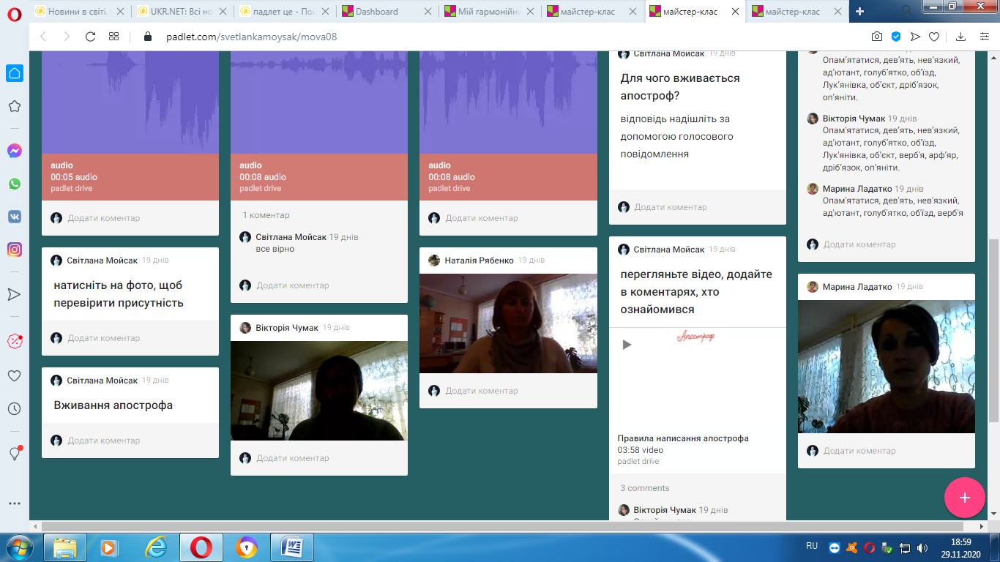 Новини в світі.
UKR.NET: Всі но
падлет це - Пош
Dashboard
Мій гармонійни
майстер-клас
майстер-клас
майстер-клас
padlet.com/svetlankamoysak/mova08
audio
00:05 audio
padlet drive
Додати коментар
Світлана Мойсак 19 днів
натисніть на фото, щоб
перевірити присутність
Додати коментар
Світлана Мойсак 19 днів
Вживання апострофа
Додати коментар
audio
00:08 audio
padlet drive
1 коментар
Світлана Мойсак 19 днів
все вірно
Додати коментар
Вікторія Чумак 19 днів
Додати коментар
audio
00:08 audio
padlet drive
Додати коментар
Наталія Рябенко 19 днів
Додати коментар
Світлана Мойсак 19 днів
Для чого вживається
апостроф?
відповідь надішліть за
допомогою голосового
повідомлення
Додати коментар
Світлана Мойсак 19 днів
перегляньте відео, додайте
в коментарях, хто
ознайомився
Апостроф
Правила написання апострофа
03:58 video
padlet drive
3 comments
Вікторія Чумак 19 днів
Опам'ятатися, дев'ять, нев'язкий,
ад'ютант, голуб'ятко, об'їзд,
Лук'янівка, об'єкт, дріб'язок,
оп'яніти.
Вікторія Чумак 19 днів
Опам'ятатися, дев'ять, нев'язкий,
ад'ютант, голуб'ятко, об'їзд,
Лук'янівка, об'єкт, верб'я, арф'яр,
дріб'язок, оп'яніти.
Марина Ладатко 19 днів
Опам'ятатися, дев'ять, нев'язкий,
ад'ютант, голуб'ятко, об'їзд, верб'я
Додати коментар
Марина Ладатко 19 днів
Додати коментар
RU
18:59
29.11.2020